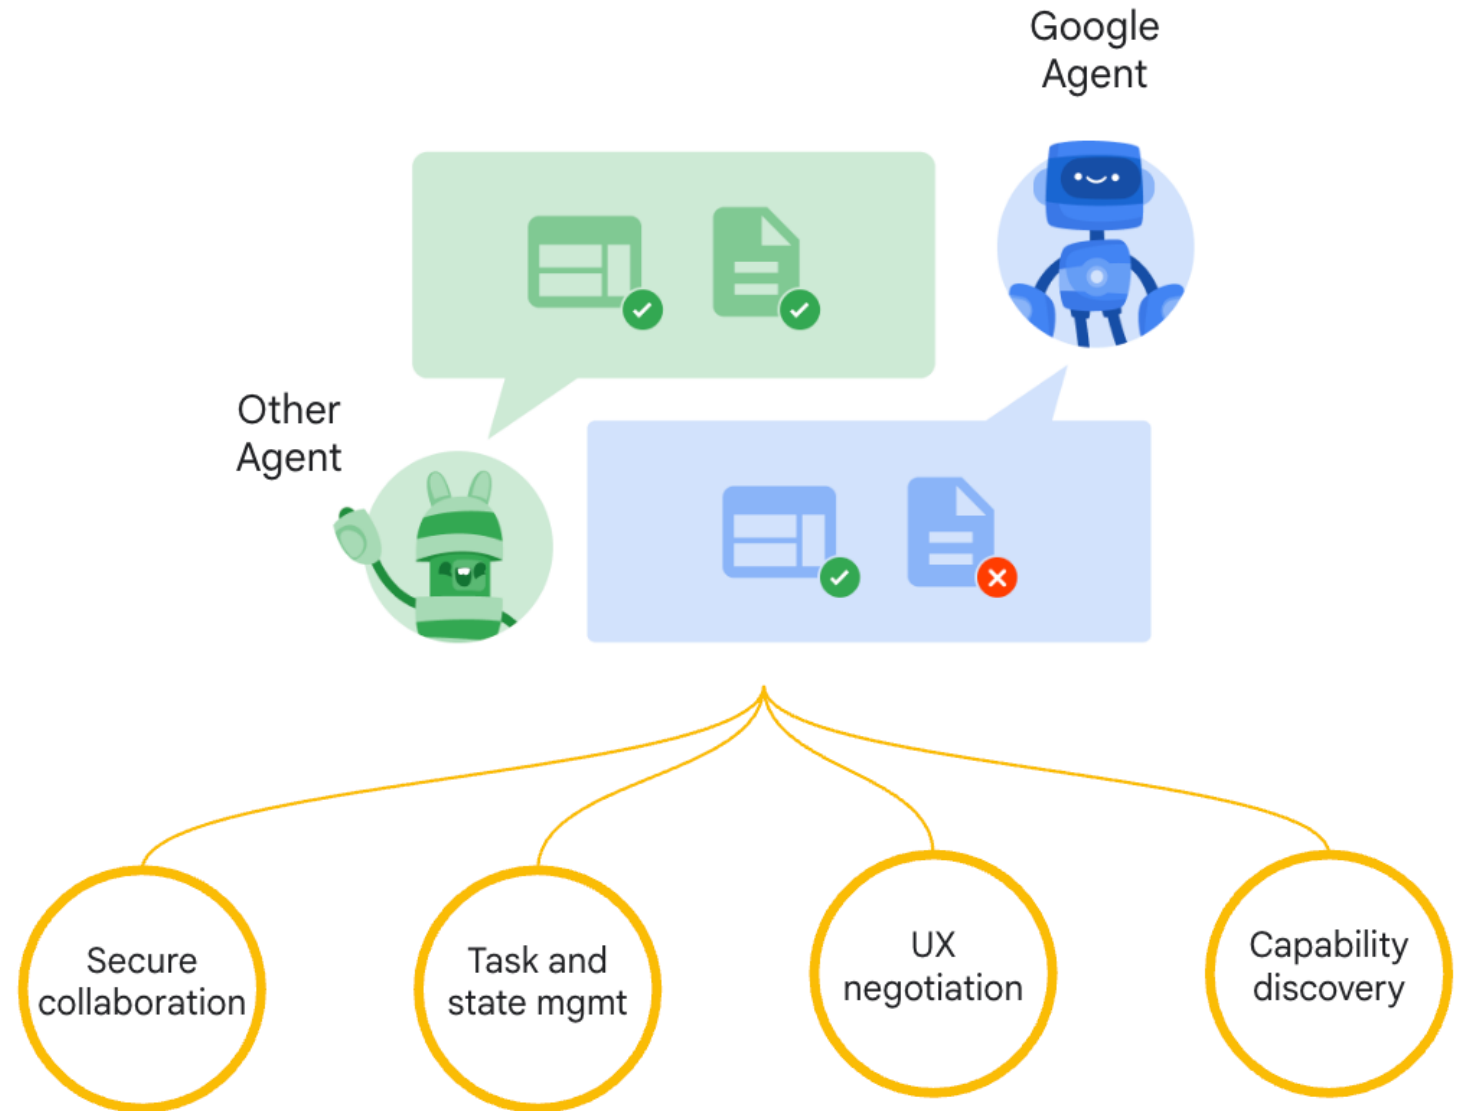 Google
Agent
Other
Agent
Secure
collaboration
Task and
state mgmt
UX
negotiation
Capability
discovery